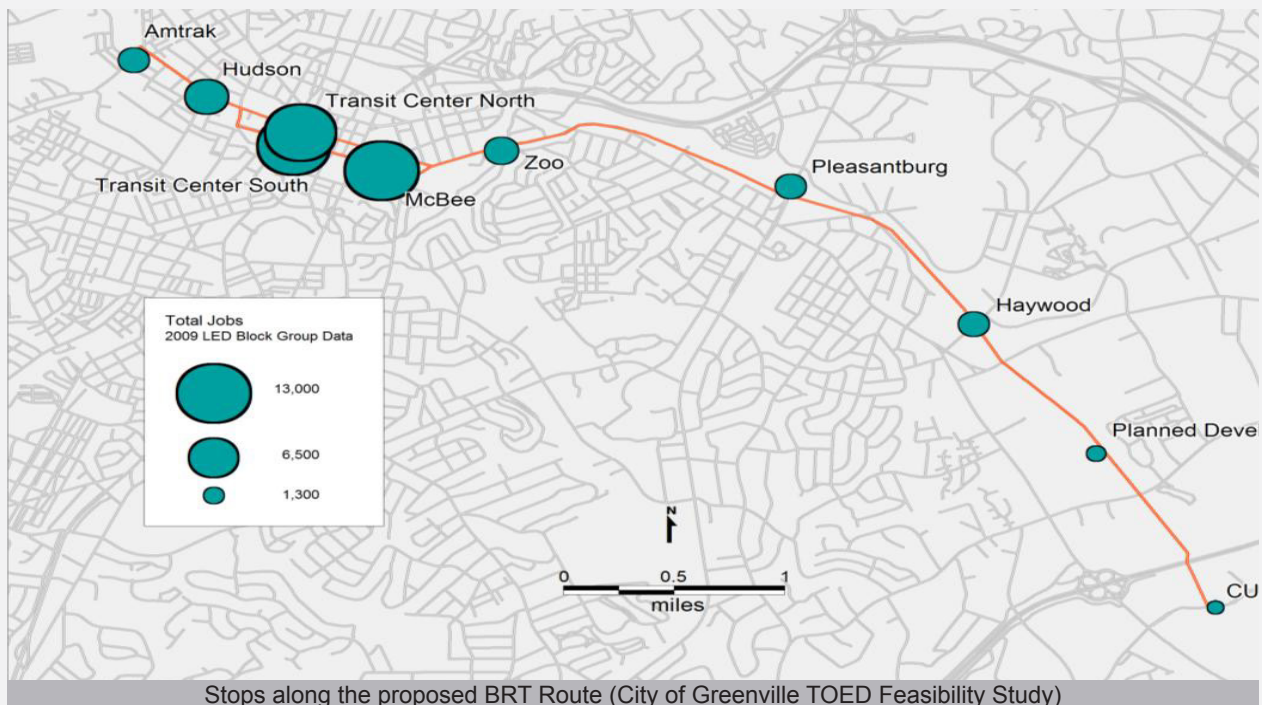 Amtrak
Hudson
Transit Center North
Transit Center South
McBee
Zoo
Pleasantburg
Haywood
Planned Deve
CU
Total Jobs
2009 LED Block Group Data
13,000
6,500
1,300
N
0 0.5 1
miles
Stops along the proposed BRT Route (City of Greenville TOED Feasibility Study)